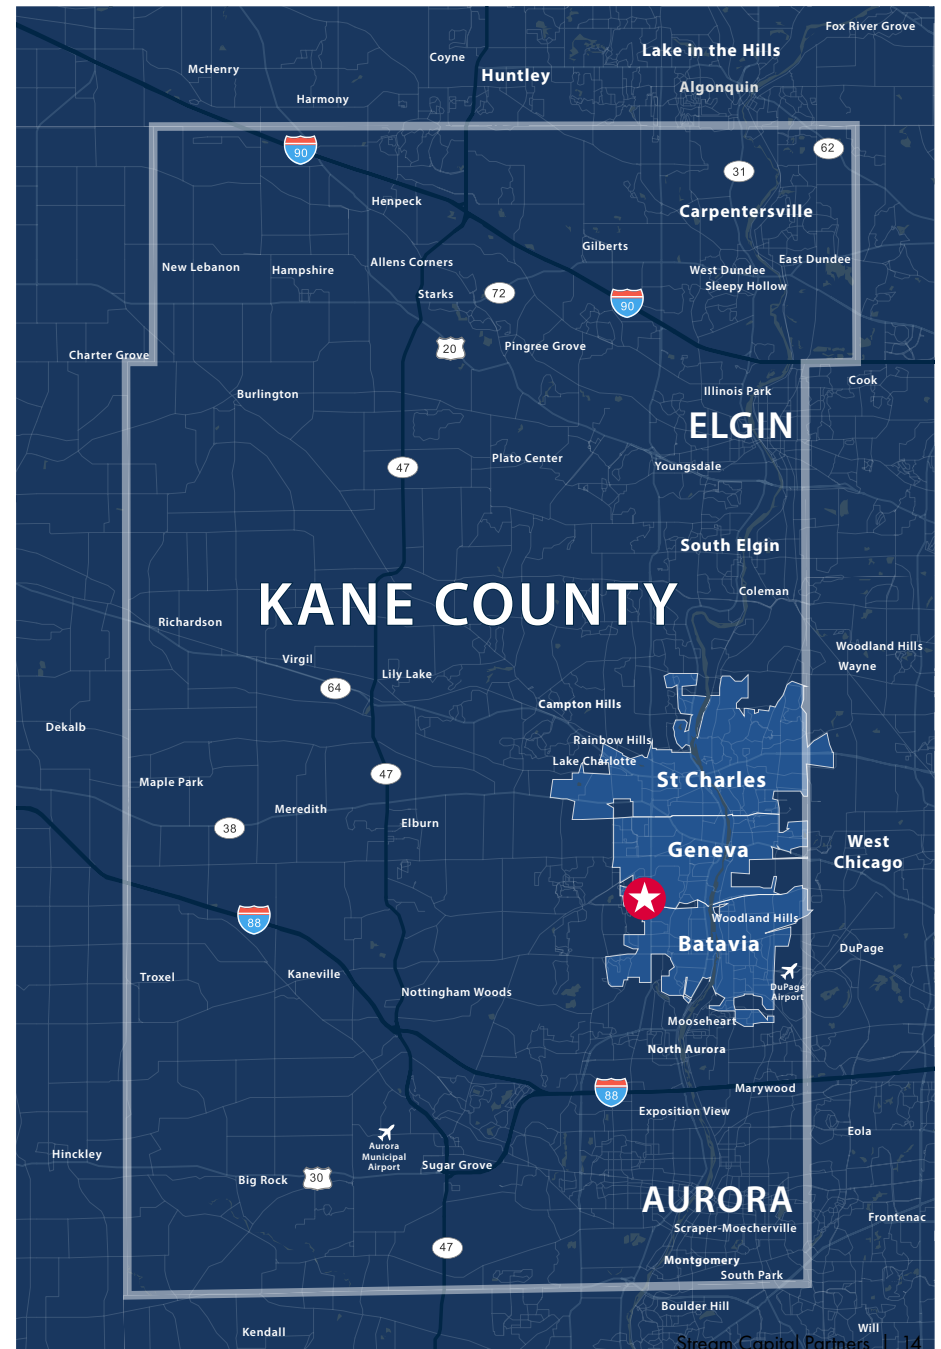 Fox River Grove
Lake in the Hills
Coyne
McHenry
Huntley
Algonquin
Harmony
90
62
31
Henpeck
Carpentersville
Gilberts
East Dundee
Allens Corners
New Lebanon
Hampshire
West Dundee
Sleepy Hollow
Starks
72
90
20
Pingree Grove
Charter Grove
Cook
Burlington
Illinois Park
ELGIN
Plato Center
47
Youngsdale
South Elgin
Coleman
KANE COUNTY
Richardson
Woodland Hills
Wayne
Virgil
Lily Lake
64
Campton Hills
Dekalb
Rainbow Hills
Lake Charlotte
47
St Charles
Maple Park
Meredith
Elburn
38
Geneva
West
Chicago
88
Woodland Hills
Batavia
DuPage
Troxel
Kaneville
DuPage
Airport
Nottingham Woods
Mooseheart
North Aurora
88
Marywood
Exposition View
Eola
Aurora
Municipal
Airport
Hinckley
Sugar Grove
Big Rock
30
AURORA
Frontenac
Scraper-Moecherville
47
Montgomery
South Park
Boulder Hill
Kendall
Will
Stream Capital Partners | 14